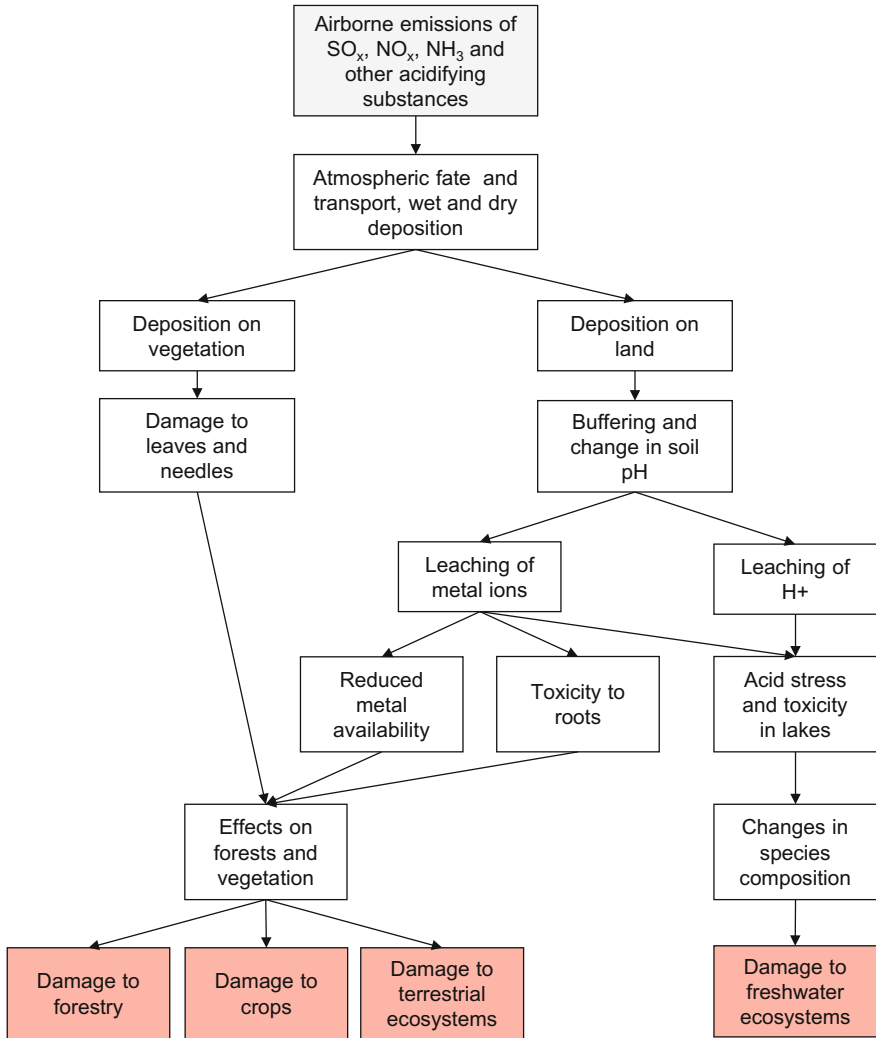 Airborne emissions of
SOx, NOx, NH3 and
other acidifying
substances
Atmospheric fate and
transport, wet and dry
deposition
Deposition on
vegetation
Deposition on
land
Damage to
leaves and
needles
Buffering and
change in soil
pH
Leaching of
metal ions
Leaching of
H+
Reduced
metal
availability
Toxicity to
roots
Acid stress
and toxicity
in lakes
Effects on
forests and
vegetation
Changes in
species
composition
Damage to
forestry
Damage to
crops
Damage to
terrestrial
ecosystems
Damage to
freshwater
ecosystems